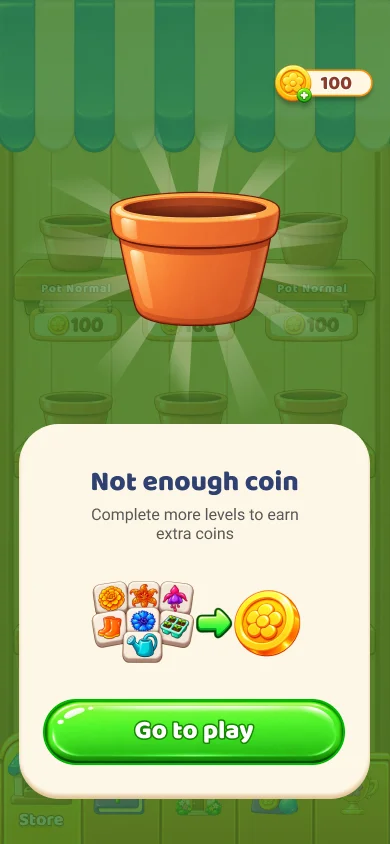 100
Pot Normal
Pot Normal
100
100
100
Not enough coin
Complete more levels to earn
extra coins
Go to play
Store